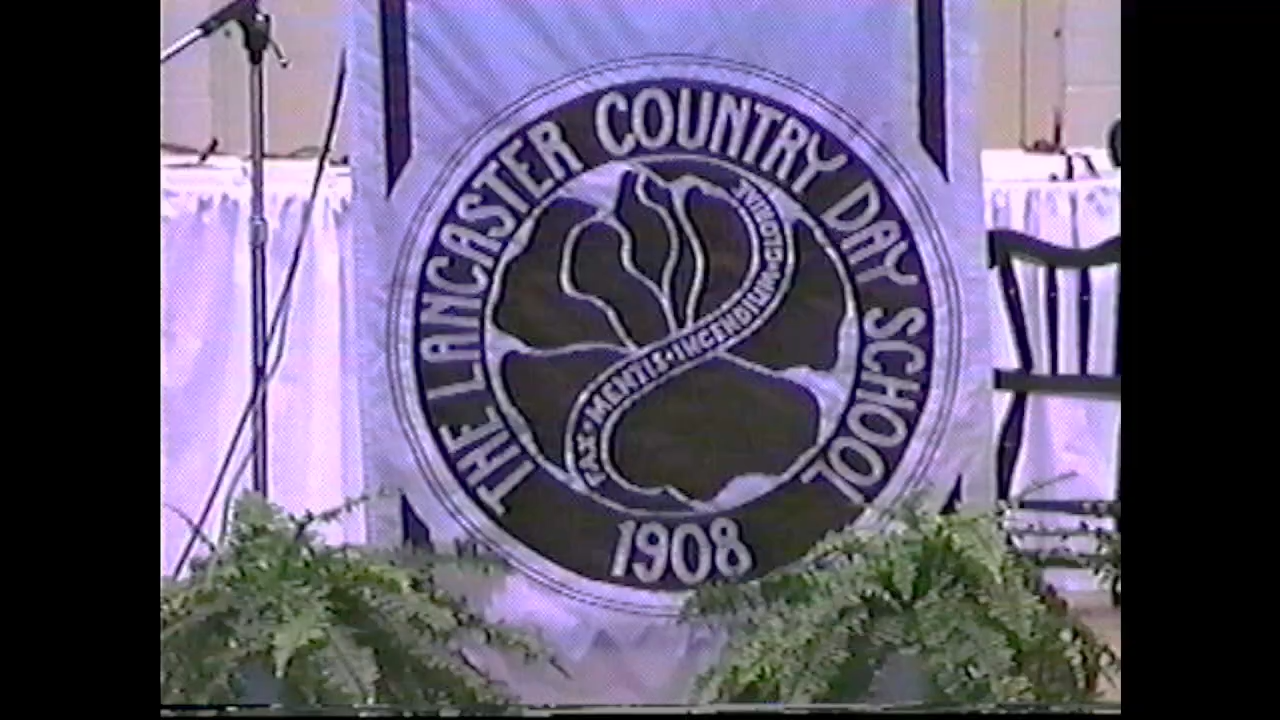 THE LANCASTER COUNTRY DAY SCHOOL
FAX • MENTIS • INCENDIUM • GLORIAE
1908